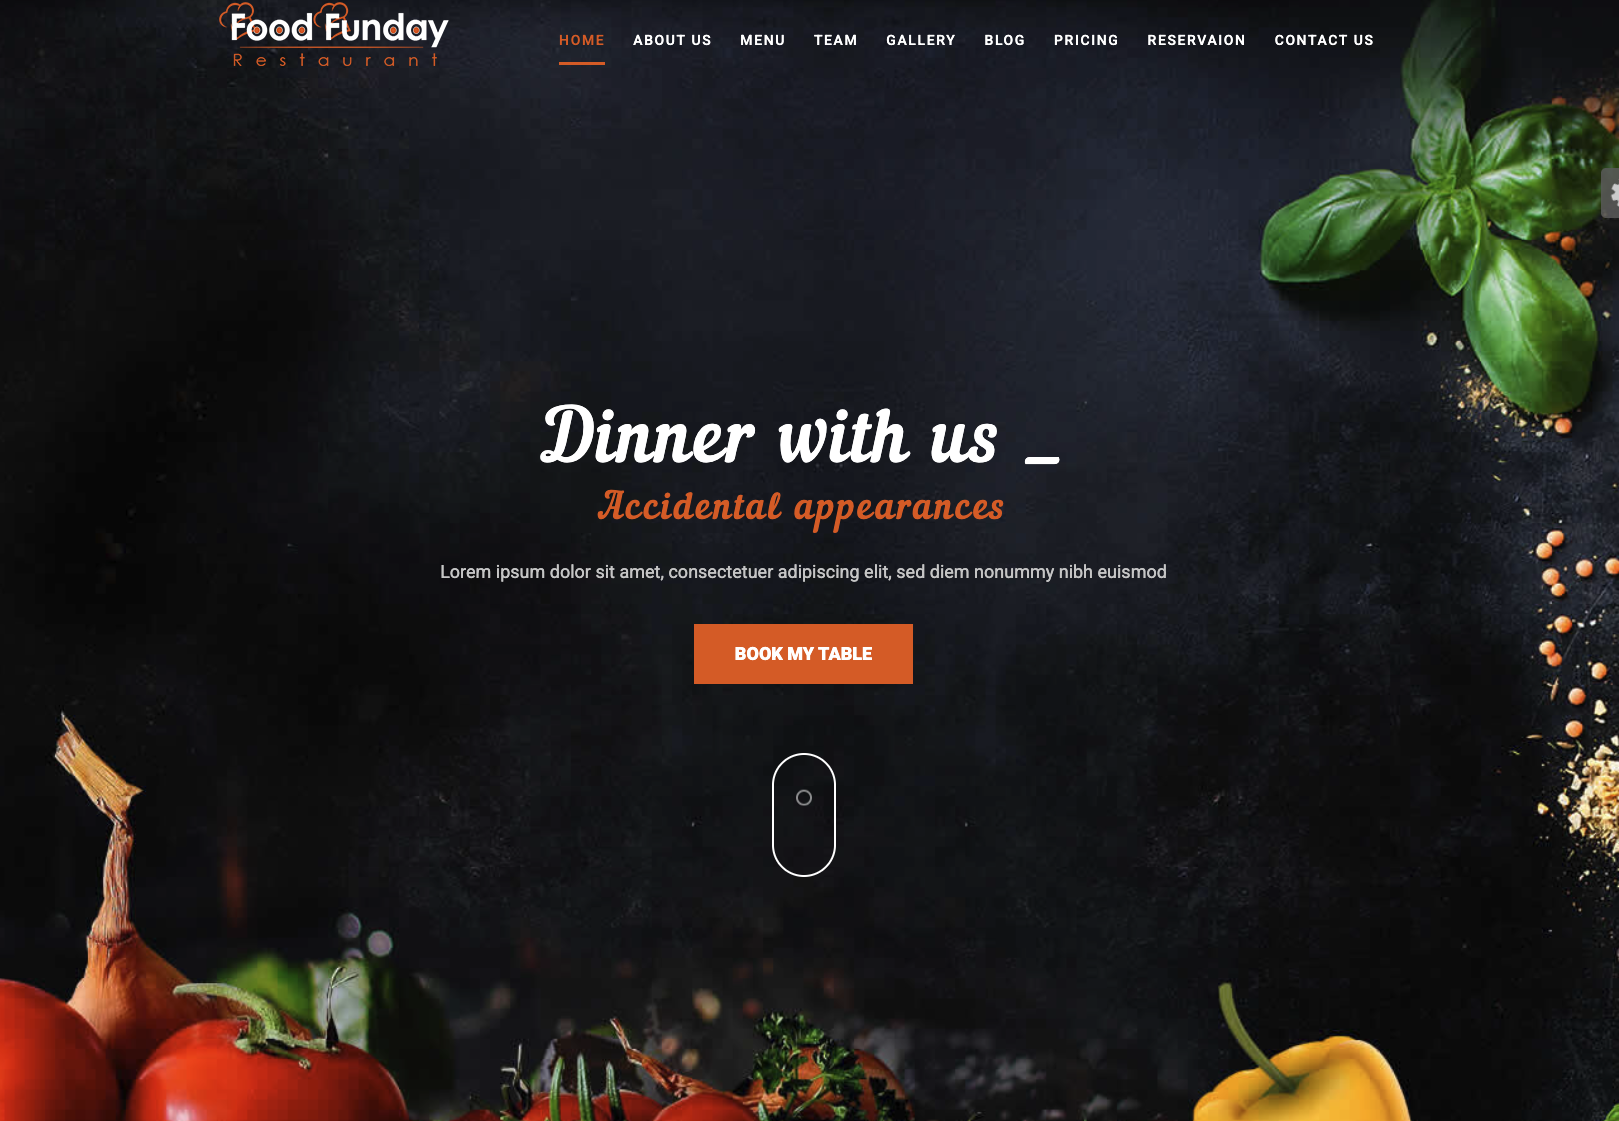 Food Funday
Restaurant
HOME ABOUT US MENU TEAM GALLERY BLOG PRICING RESERVAION CONTACT US
Dinner with us _
Accidental appearances
Lorem ipsum dolor sit amet, consectetuer adipiscing elit, sed diem nonummy nibh euismod
BOOK MY TABLE